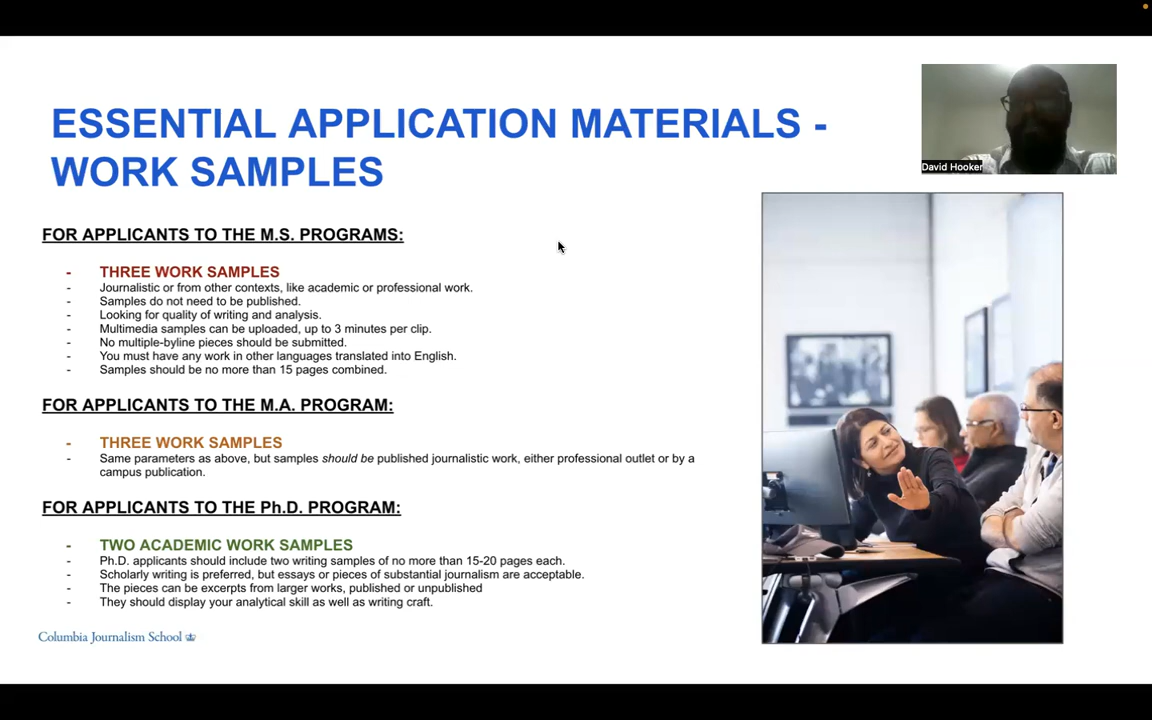 ESSENTIAL APPLICATION MATERIALS -
WORK SAMPLES
David Hooker
FOR APPLICANTS TO THE M.S. PROGRAMS:
- THREE WORK SAMPLES
- Journalistic or from other contexts, like academic or professional work.
- Samples do not need to be published.
- Looking for quality of writing and analysis.
- Multimedia samples can be uploaded, up to 3 minutes per clip.
- No multiple-byline pieces should be submitted.
- You must have any work in other languages translated into English.
- Samples should be no more than 15 pages combined.
FOR APPLICANTS TO THE M.A. PROGRAM:
- THREE WORK SAMPLES
- Same parameters as above, but samples should be published journalistic work, either professional outlet or by a
campus publication.
FOR APPLICANTS TO THE Ph.D. PROGRAM:
- TWO ACADEMIC WORK SAMPLES
- Ph.D. applicants should include two writing samples of no more than 15-20 pages each.
- Scholarly writing is preferred, but essays or pieces of substantial journalism are acceptable.
- The pieces can be excerpts from larger works, published or unpublished
- They should display your analytical skill as well as writing craft.
Columbia Journalism School